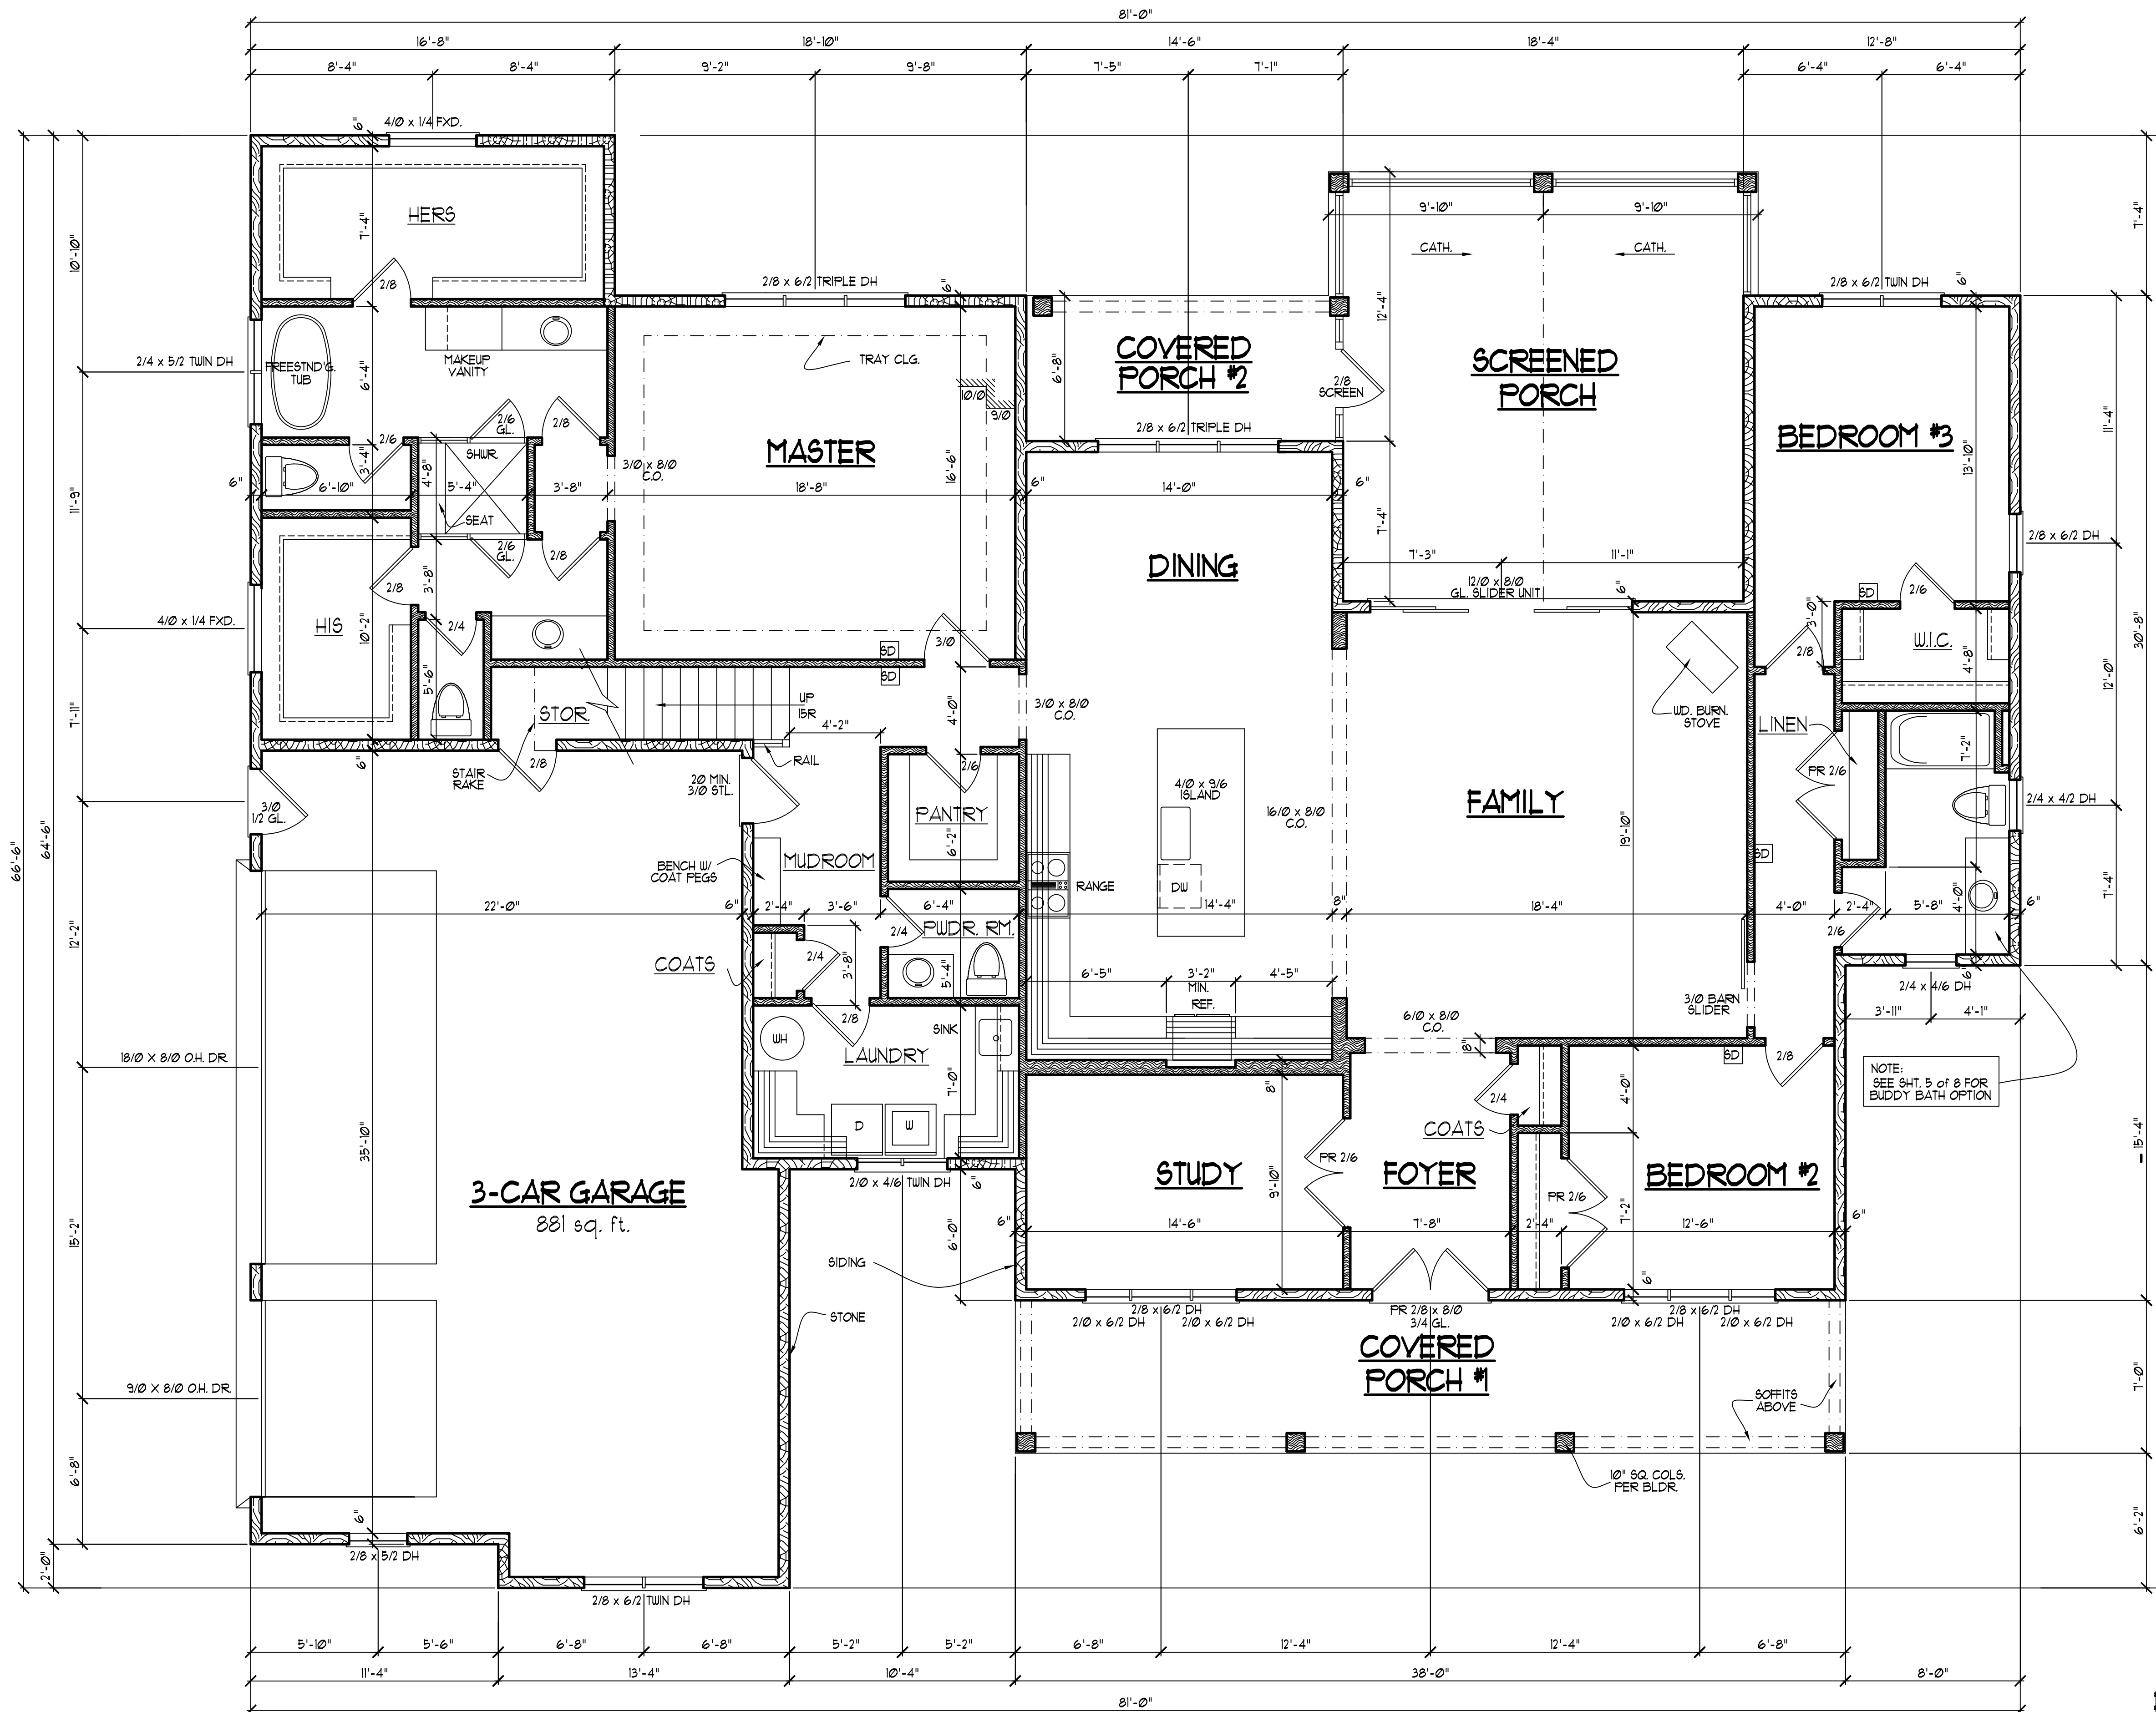 81'-0"
16'-8"
18'-10"
14'-6"
18'-4"
12'-8"
8'-4"
8'-4"
9'-2"
9'-8"
7'-5"
7'-1"
6'-4"
6'-4"
4/0 x 1/4 FXD.
6"
HERS
7'-4"
2/8
10'-10"
7'-4"
9'-10"
9'-10"
CATH.
CATH.
2/8 x 6/2 TRIPLE DH
6"
2/8 x 6/2 TWIN DH
6"
12'-4"
2/4 x 5/2 TWIN DH
FREESTND'G.
TUB
MAKEUP
VANITY
6'-4"
TRAY CLG.
10/0
9/0
COVERED
PORCH #2
6'-8"
2/8
SCREEN
SCREENED
PORCH
11'-4"
2/6
2/6
GL.
2/8
2/8 x 6/2 TRIPLE DH
BEDROOM #3
13'-10"
MASTER
3'-4"
4'-8"
SHWR.
3/0 x 8/0
C.O.
16'-6"
6"
6'-10"
5'-4"
3'-8"
18'-8"
6"
14'-0"
6"
11'-9"
SEAT
7'-4"
2/6
GL.
2/8
2/8 x 6/2 DH
DINING
7'-3"
11'-1"
12/0 x 8/0
GL. SLIDER UNIT
6"
2/8
3'-8"
SD
2/6
3'-0"
30'-8"
4/0 x 1/4 FXD.
HIS
10'-2"
2/4
3/0
SD
SD
W.I.C.
4'-8"
2/8
12'-0"
5'-6"
7'-11"
STOR.
UP
15R
4'-2"
4'-0"
3/0 x 8/0
C.O.
WD. BURN.
STOVE
LINEN
7'-2"
6"
STAIR
RAKE
2/8
RAIL
2/6
20 MIN.
3/0 STL.
PR 2/6
3/0
1/2 GL.
4/0 x 9/6
ISLAND
16/0 x 8/0
C.O.
FAMILY
2/4 x 4/2 DH
PANTRY
6'-2"
19'-10"
66'-6"
64'-6"
BENCH W/
COAT PEGS
MUDROOM
SD
RANGE
DW
7'-4"
22'-0"
6"
2'-4"
3'-6"
6'-4"
14'-4"
8"
18'-4"
4'-0"
2'-4"
5'-8"
6"
4'-0"
12'-2"
2/4
PWDR. RM.
2/6
COATS
2/4
3'-8"
5'-4"
6'-5"
3'-2"
MIN.
4'-5"
REF.
6"
2/4 x 4/6 DH
3/0 BARN
SLIDER
3'-11"
4'-1"
2/8
SINK
6/0 x 8/0
C.O.
18/0 X 8/0 O.H. DR.
WH
LAUNDRY
8"
SD
2/8
NOTE:
SEE SHT. 5 of 8 FOR
BUDDY BATH OPTION
7'-0"
8"
2/4
4'-0"
D
W
COATS
35'-10"
PR 2/6
15'-4"
3-CAR GARAGE
881 sq. ft.
2/0 x 4/6 TWIN DH
6"
STUDY
9'-10"
FOYER
PR 2/6
BEDROOM #2
7'-2"
6"
14'-6"
7'-8"
2'-4"
12'-6"
6"
15'-2"
6'-0"
SIDING
6"
2/8 x 6/2 DH
2/0 x 6/2 DH
2/0 x 6/2 DH
PR 2/8 x 8/0
3/4 GL.
2/8 x 6/2 DH
2/0 x 6/2 DH
2/0 x 6/2 DH
STONE
COVERED
PORCH #1
7'-0"
9/0 X 8/0 O.H. DR.
SOFFITS
ABOVE
6'-8"
10" SQ. COLS.
PER BLDR.
6"
6'-2"
2/8 x 5/2 DH
2'-0"
2/8 x 6/2 TWIN DH
5'-10"
5'-6"
6'-8"
6'-8"
5'-2"
5'-2"
6'-8"
12'-4"
12'-4"
6'-8"
11'-4"
13'-4"
10'-4"
38'-0"
8'-0"
81'-0"